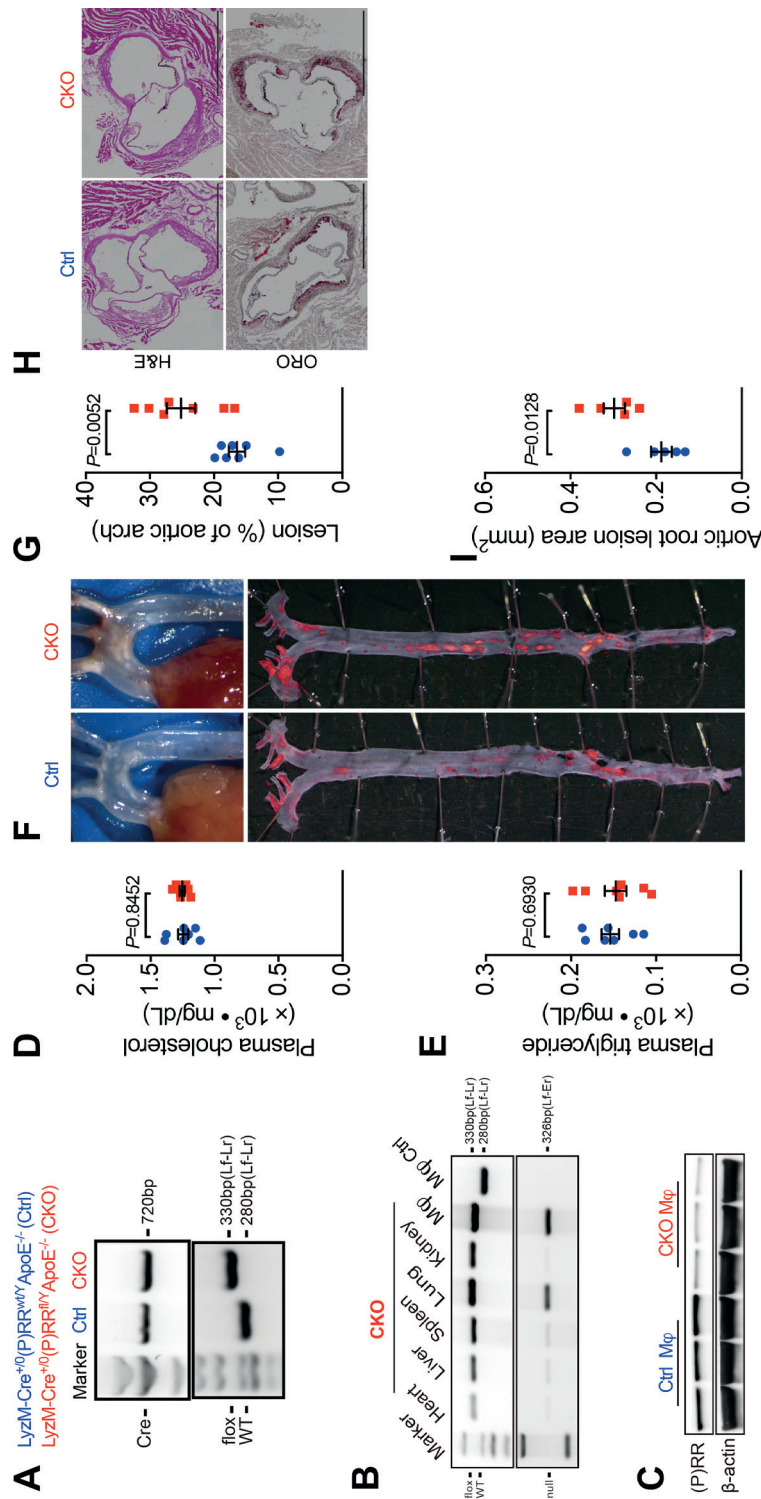 A
LyzM-Cre+/0(P)RRwt/YApoE-/- (Ctrl)
LyzM-Cre+/0(P)RRfl/YApoE-/- (CKO)
Marker Ctrl CKO
Cre
720bp
flox
WT
330bp(Lf-Lr)
280bp(Lf-Lr)
B
CKO
Marker Heart Liver Spleen Lung Kidney Mφ Mφ Ctrl
flox
WT
330bp(Lf-Lr)
280bp(Lf-Lr)
null
326bp(Lf-Er)
C
Ctrl Mφ CKO Mφ
(P)RR
β-actin
D
Plasma cholesterol
(× 10³ • mg/dL)
2.0
1.5
1.0
0.5
0.0
P=0.8452
E
Plasma triglyceride
(× 10³ • mg/dL)
0.3
0.2
0.1
0.0
P=0.6930
F
Ctrl CKO
G
Lesion (% of aortic arch)
40
30
20
10
0
P=0.0052
H
Ctrl CKO
H&E
ORO
I
Aortic root lesion area (mm²)
0.6
0.4
0.2
0.0
P=0.0128